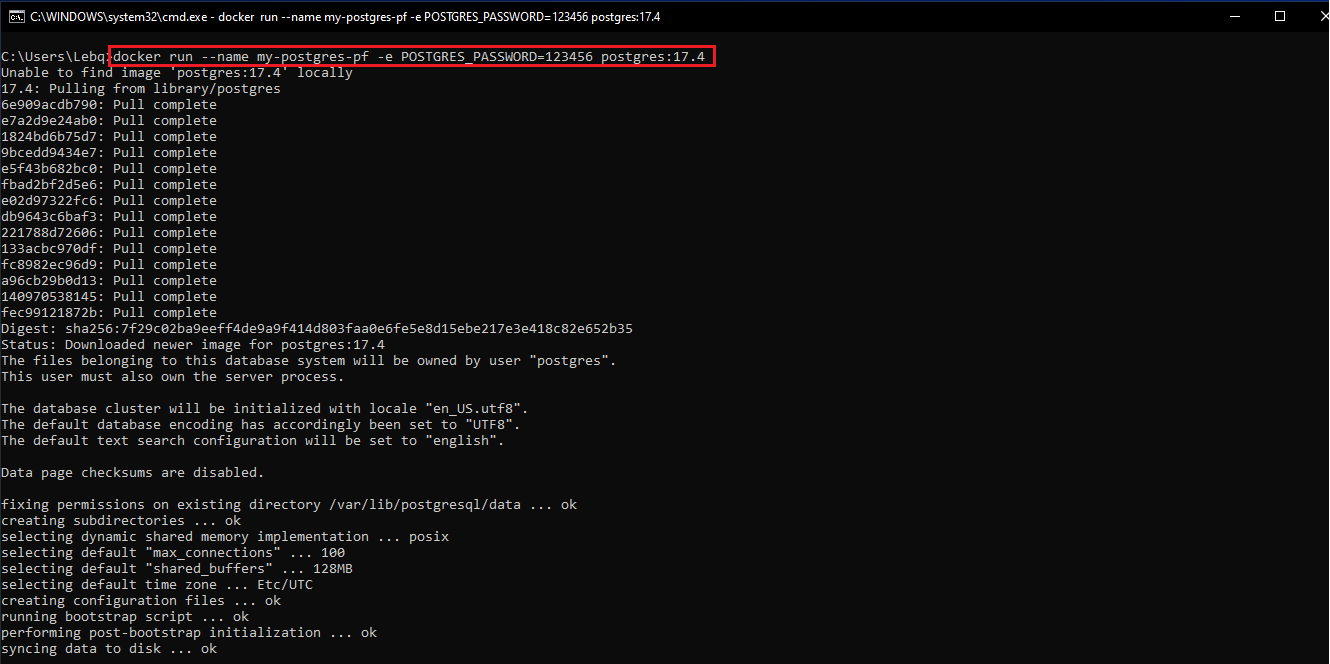 C:\WINDOWS\system32\cmd.exe - docker run --name my-postgres-pf -e POSTGRES_PASSWORD=123456 postgres:17.4
C:\Users\Lebq>docker run --name my-postgres-pf -e POSTGRES_PASSWORD=123456 postgres:17.4
Unable to find image 'postgres:17.4' locally
17.4: Pulling from library/postgres
6e909acdb790: Pull complete
e7a2d9e24ab0: Pull complete
1824bd6b75d7: Pull complete
9bcedd9434e7: Pull complete
e5f43b682bc0: Pull complete
fbad2bf2d5e6: Pull complete
e02d97322fc6: Pull complete
db9643c6baf3: Pull complete
221788d72606: Pull complete
133acbc970df: Pull complete
fc8982ec96d9: Pull complete
a96cb29b0d13: Pull complete
140970538145: Pull complete
fec99121872b: Pull complete
Digest: sha256:7f29c02ba9eeff4de9a9f414d803faa0e6fe5e8d15ebe217e3e418c82e652b35
Status: Downloaded newer image for postgres:17.4
The files belonging to this database system will be owned by user "postgres".
This user must also own the server process.
The database cluster will be initialized with locale "en_US.utf8".
The default database encoding has accordingly been set to "UTF8".
The default text search configuration will be set to "english".
Data page checksums are disabled.
fixing permissions on existing directory /var/lib/postgresql/data ... ok
creating subdirectories ... ok
selecting dynamic shared memory implementation ... posix
selecting default "max_connections" ... 100
selecting default "shared_buffers" ... 128MB
selecting default time zone ... Etc/UTC
creating configuration files ... ok
running bootstrap script ... ok
performing post-bootstrap initialization ... ok
syncing data to disk ... ok